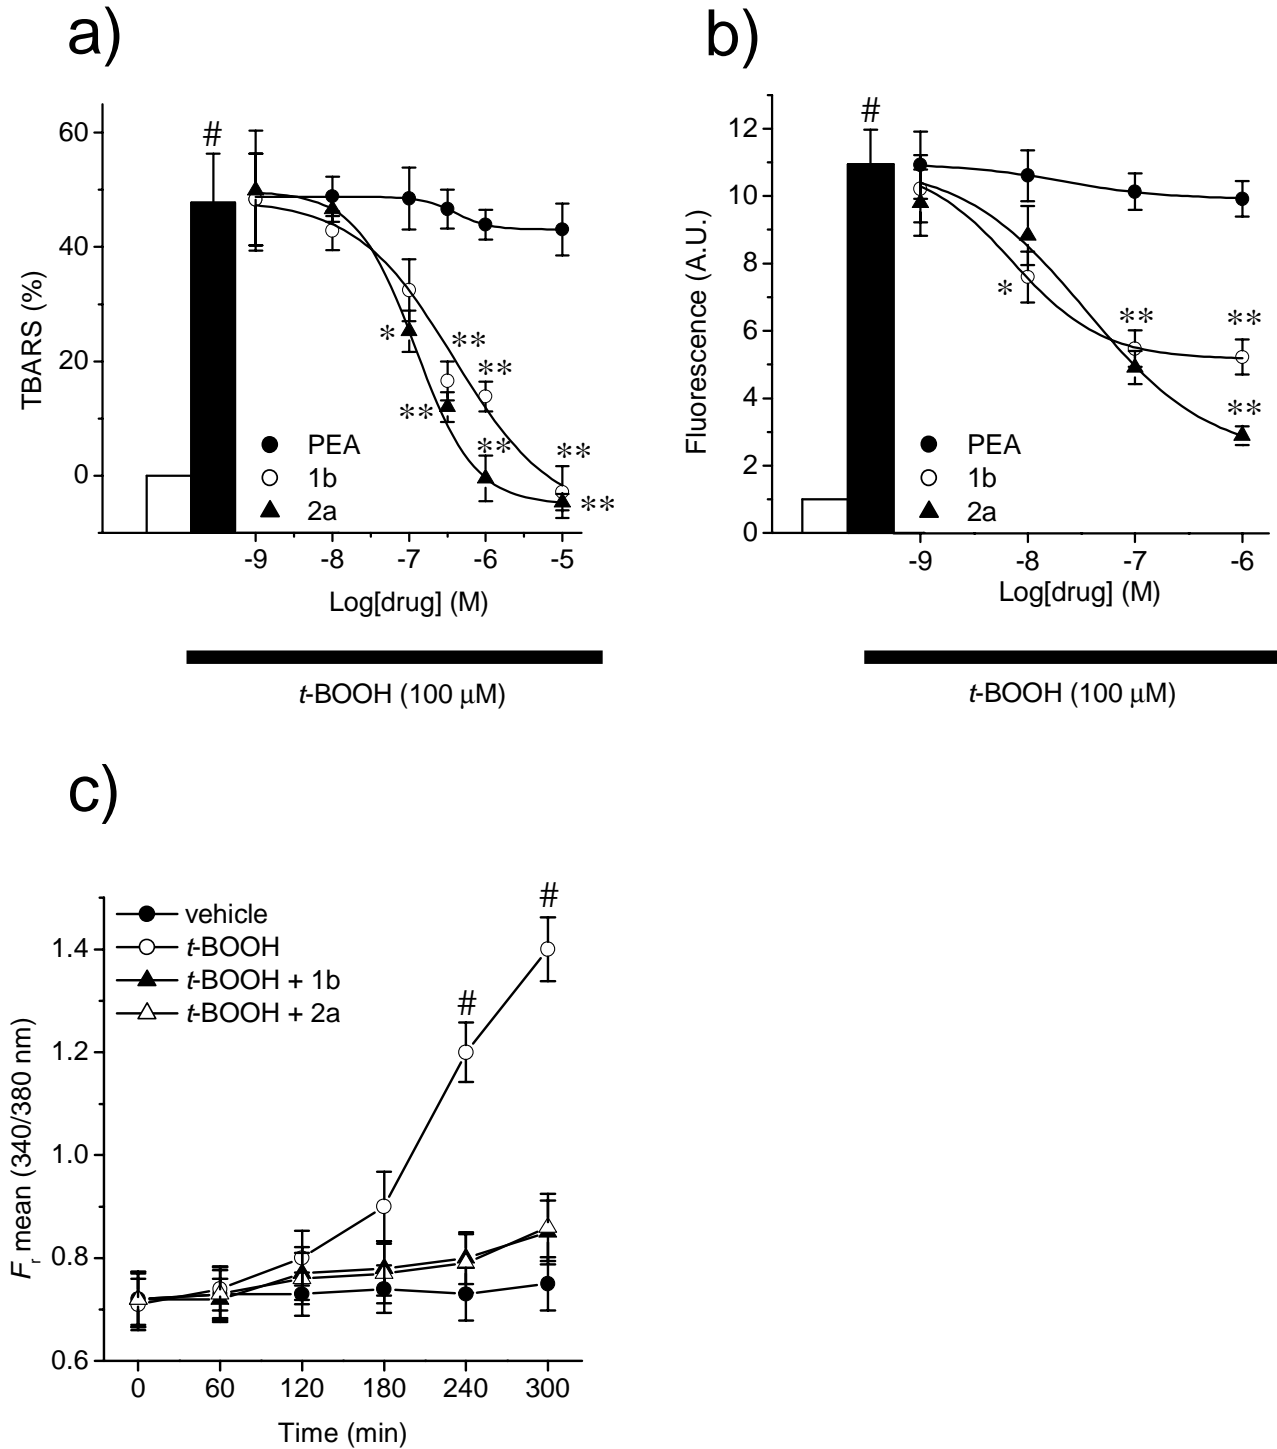 a)
TBARS (%)
60
40
20
0
#
*
**
**
**
**
**
**
PEA
1b
2a
-9 -8 -7 -6 -5
Log[drug] (M)
t-BOOH (100 μM)
b)
Fluorescence (A.U.)
12
10
8
6
4
2
0
#
*
**
**
**
PEA
1b
2a
-9 -8 -7 -6
Log[drug] (M)
t-BOOH (100 μM)
c)
Fr mean (340/380 nm)
1.4
1.2
1.0
0.8
0.6
vehicle
t-BOOH
t-BOOH + 1b
t-BOOH + 2a
#
#
0 60 120 180 240 300
Time (min)